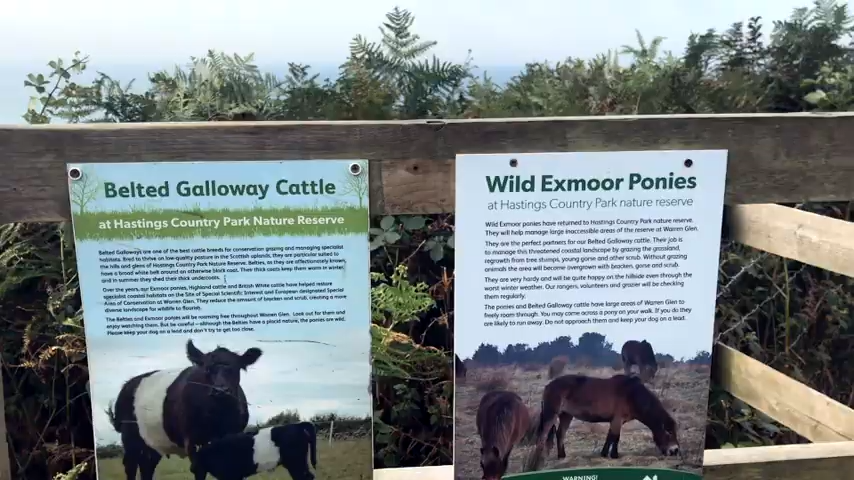 Belted Galloway Cattle
at Hastings Country Park Nature Reserve
Belted Galloways are one of the best cattle breeds for conservation grazing and managing specialist
habitats. Bred to thrive on low-quality pasture in the Scottish uplands, they are particular suited to
the hills and glens of Hastings Country Park Nature Reserve. Belties, as they are affectionately known,
have a broad white belt around an otherwise black coat. Their thick coats keep them warm in winter
and in summer they shed their thick undercoats.
Over the years, our Exmoor ponies, Highland cattle and British White cattle have helped restore
specialist coastal habitats on the Site of Special Scientific Interest and European designated Special
Area of Conservation at Warren Glen. They reduce the amount of bracken and scrub, creating a more
diverse landscape for wildlife to flourish.
The Belties and Exmoor ponies will be roaming free throughout Warren Glen. Look out for them and
enjoy watching them. But be careful – although the Belties have a placid nature, the ponies are wild.
Please keep your dog on a lead and don't try to get too close.
Wild Exmoor Ponies
at Hastings Country Park nature reserve
Wild Exmoor ponies have returned to Hastings Country Park nature reserve.
They will help manage large inaccessible areas of the reserve at Warren Glen.
They are the perfect partners for our Belted Galloway cattle. Their job is
to manage this threatened coastal landscape by grazing the grassland,
regrowth from tree stumps, young gorse and other scrub. Without grazing
animals the area will become overgrown with bracken, gorse and scrub.
They are very hardy and will be quite happy on the hillside even through the
worst winter weather. Our rangers, volunteers and grazier will be checking
them regularly.
The ponies and Belted Galloway cattle have large areas of Warren Glen to
freely roam through. You may come across a pony on your walk. If you do they
are likely to run away. Do not approach them and keep your dog on a lead.
WARNING!